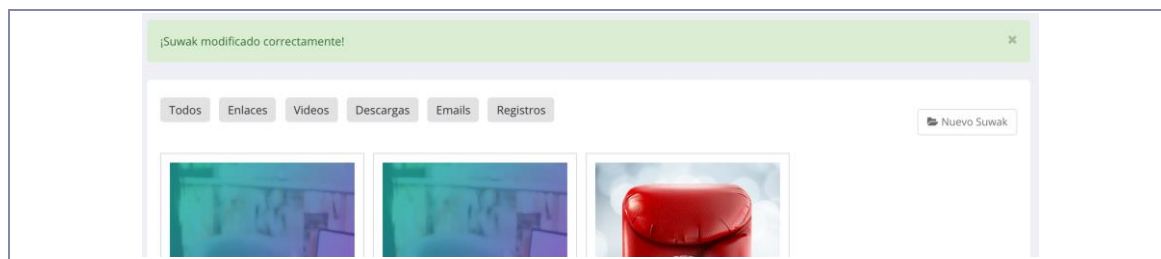 ¡Suwak modificado correctamente! ×
Todos Enlaces Videos Descargas Emails Registros
Nuevo Suwak